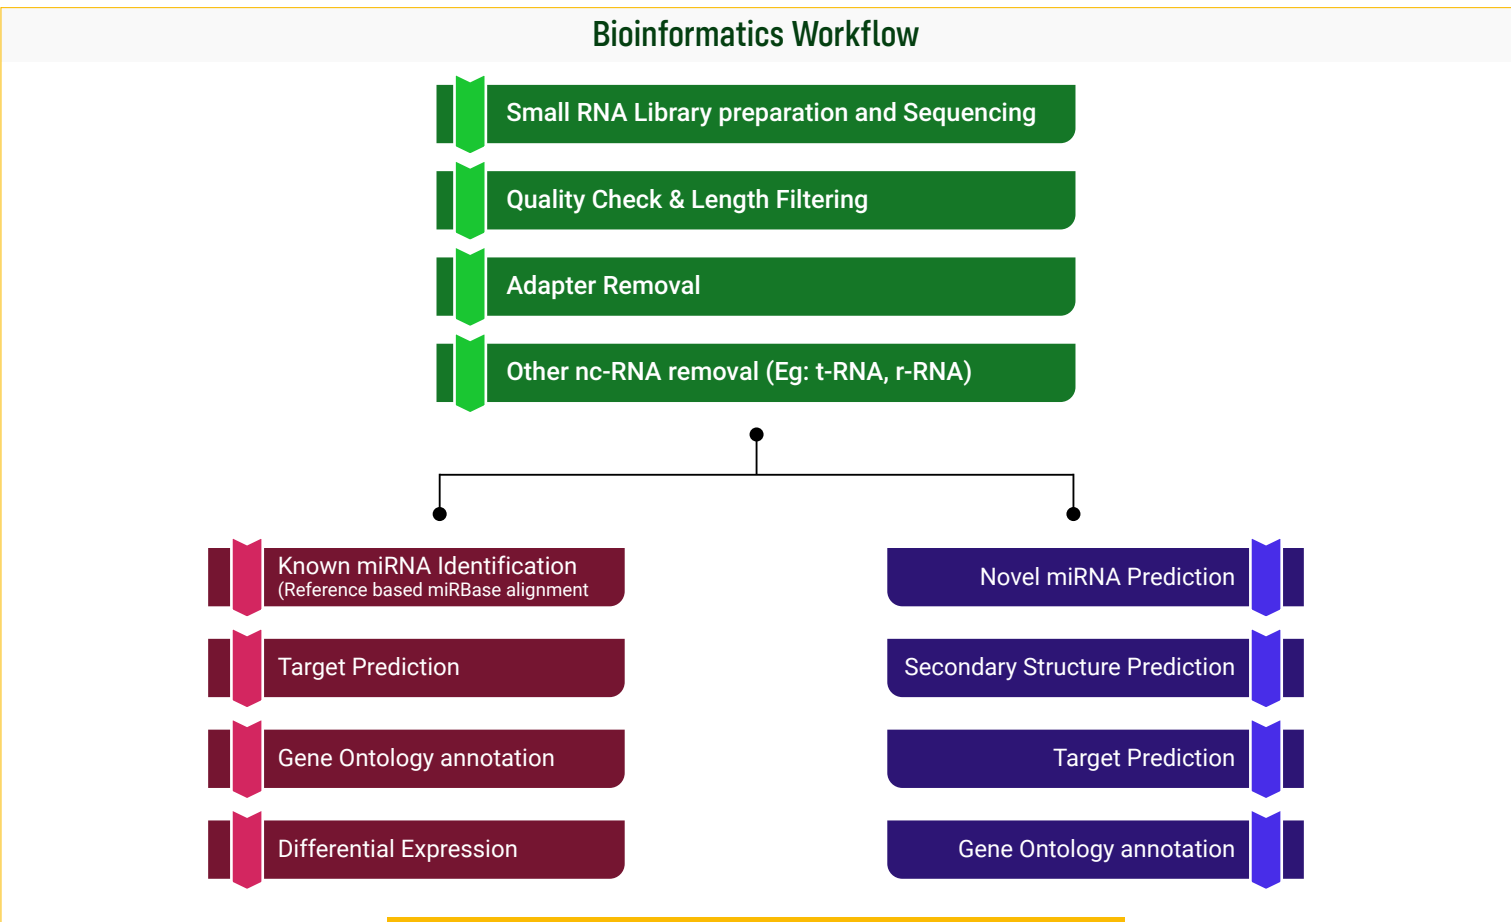 Bioinformatics Workflow
Small RNA Library preparation and Sequencing
Quality Check & Length Filtering
Adapter Removal
Other nc-RNA removal (Eg: t-RNA, r-RNA)
Known miRNA Identification
(Reference based miRBase alignment
Target Prediction
Gene Ontology annotation
Differential Expression
Novel miRNA Prediction
Secondary Structure Prediction
Target Prediction
Gene Ontology annotation